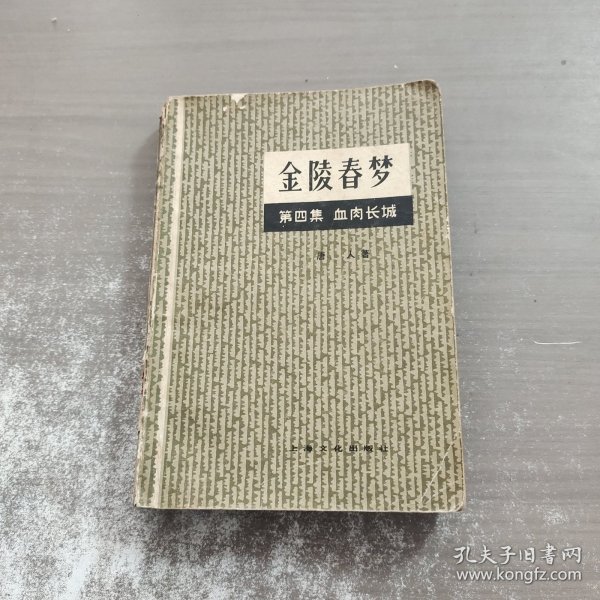 金陵春梦
第四集 血肉长城
唐 人 著
上海文化出版社
孔夫子旧书网
www.kongfz.com